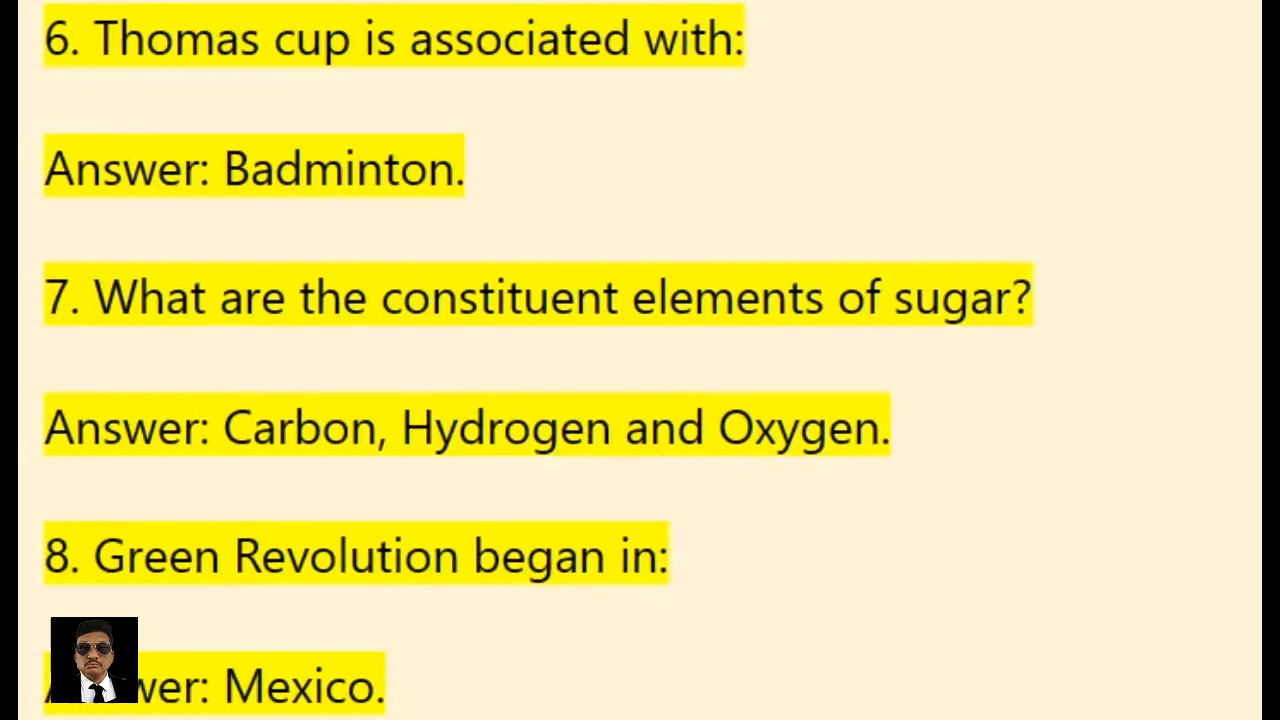 6. Thomas cup is associated with:
Answer: Badminton.
7. What are the constituent elements of sugar?
Answer: Carbon, Hydrogen and Oxygen.
8. Green Revolution began in:
wer: Mexico.